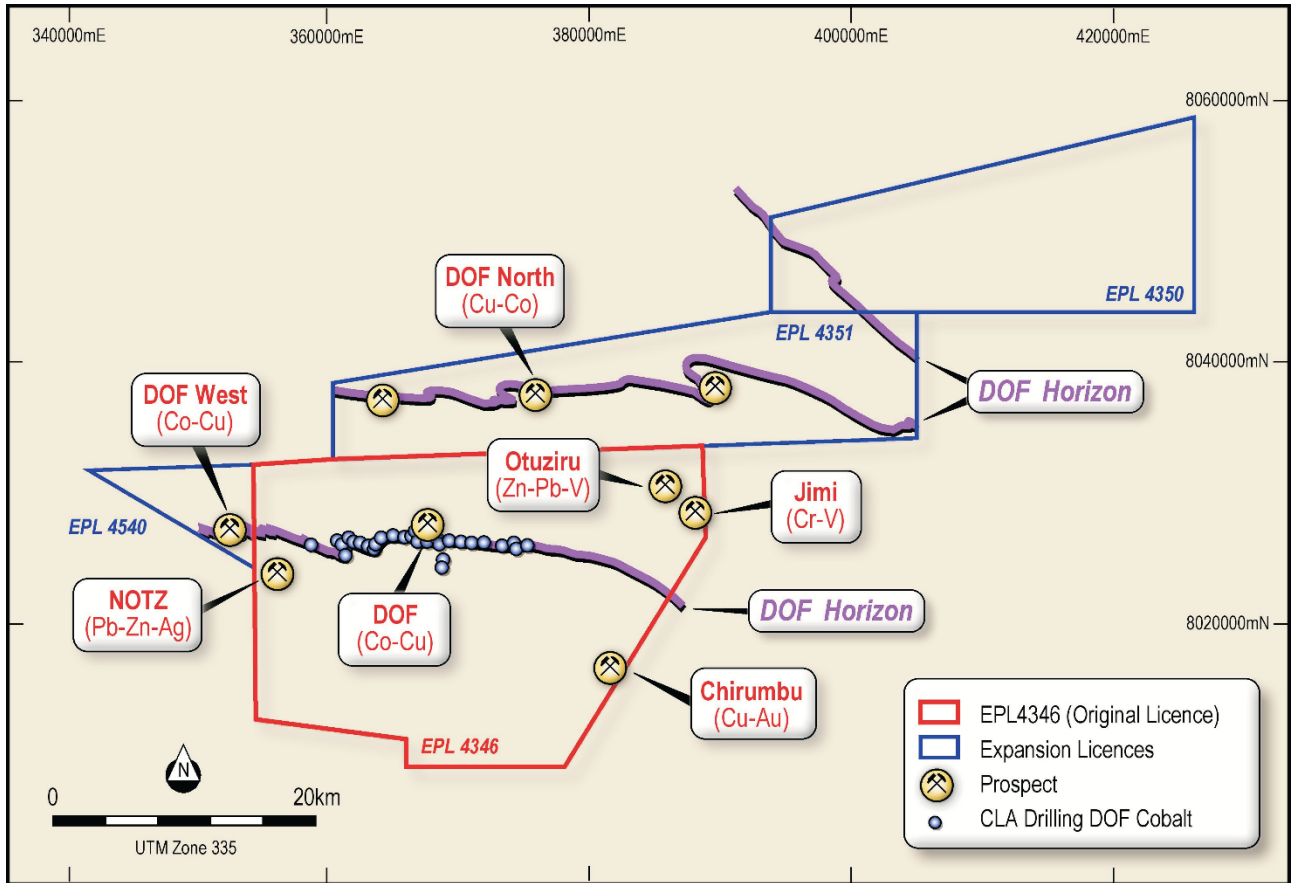 340000mE
360000mE
380000mE
400000mE
420000mE
8060000mN
DOF North
(Cu-Co)
EPL 4350
EPL 4351
8040000mN
DOF West
(Co-Cu)
DOF Horizon
Otuziru
(Zn-Pb-V)
Jimi
(Cr-V)
EPL 4540
NOTZ
(Pb-Zn-Ag)
DOF
(Co-Cu)
DOF Horizon
8020000mN
Chirumbu
(Cu-Au)
EPL 4346
N
0
20km
UTM Zone 335
EPL4346 (Original Licence)
Expansion Licences
Prospect
CLA Drilling DOF Cobalt